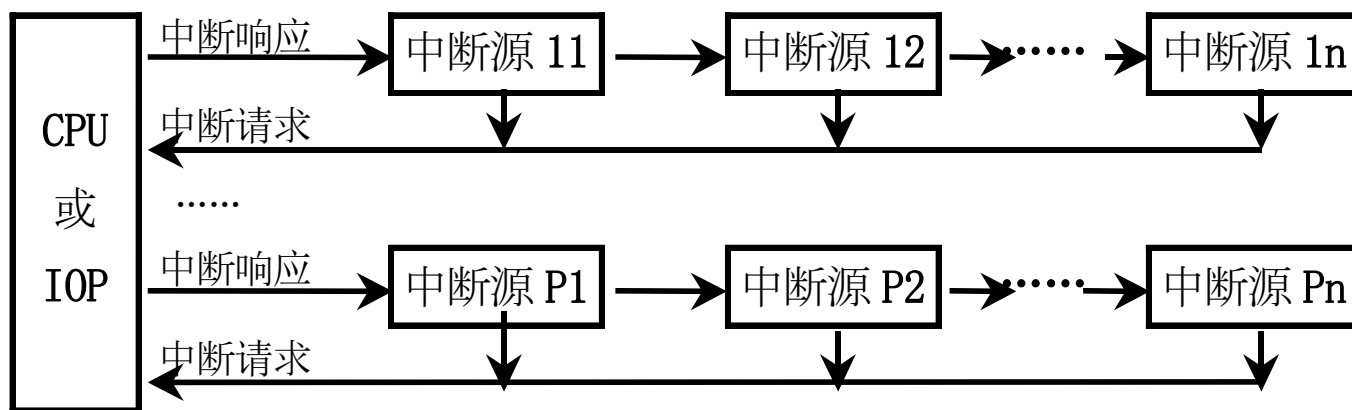 中断响应
中断源 11
中断源 12
……
中断源 1n
中断请求
CPU
或
IOP
……
中断响应
中断源 P1
中断源 P2
……
中断源 Pn
中断请求